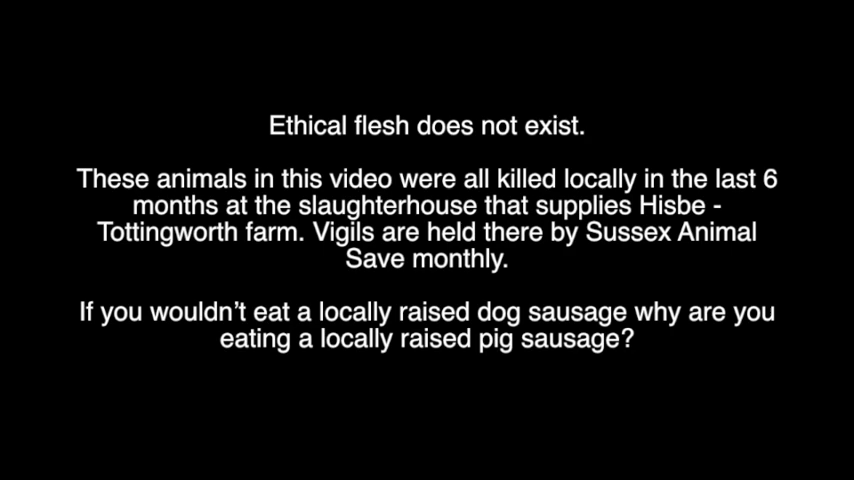 Ethical flesh does not exist.
These animals in this video were all killed locally in the last 6
months at the slaughterhouse that supplies Hisbe -
Tottingworth farm. Vigils are held there by Sussex Animal
Save monthly.
If you wouldn’t eat a locally raised dog sausage why are you
eating a locally raised pig sausage?